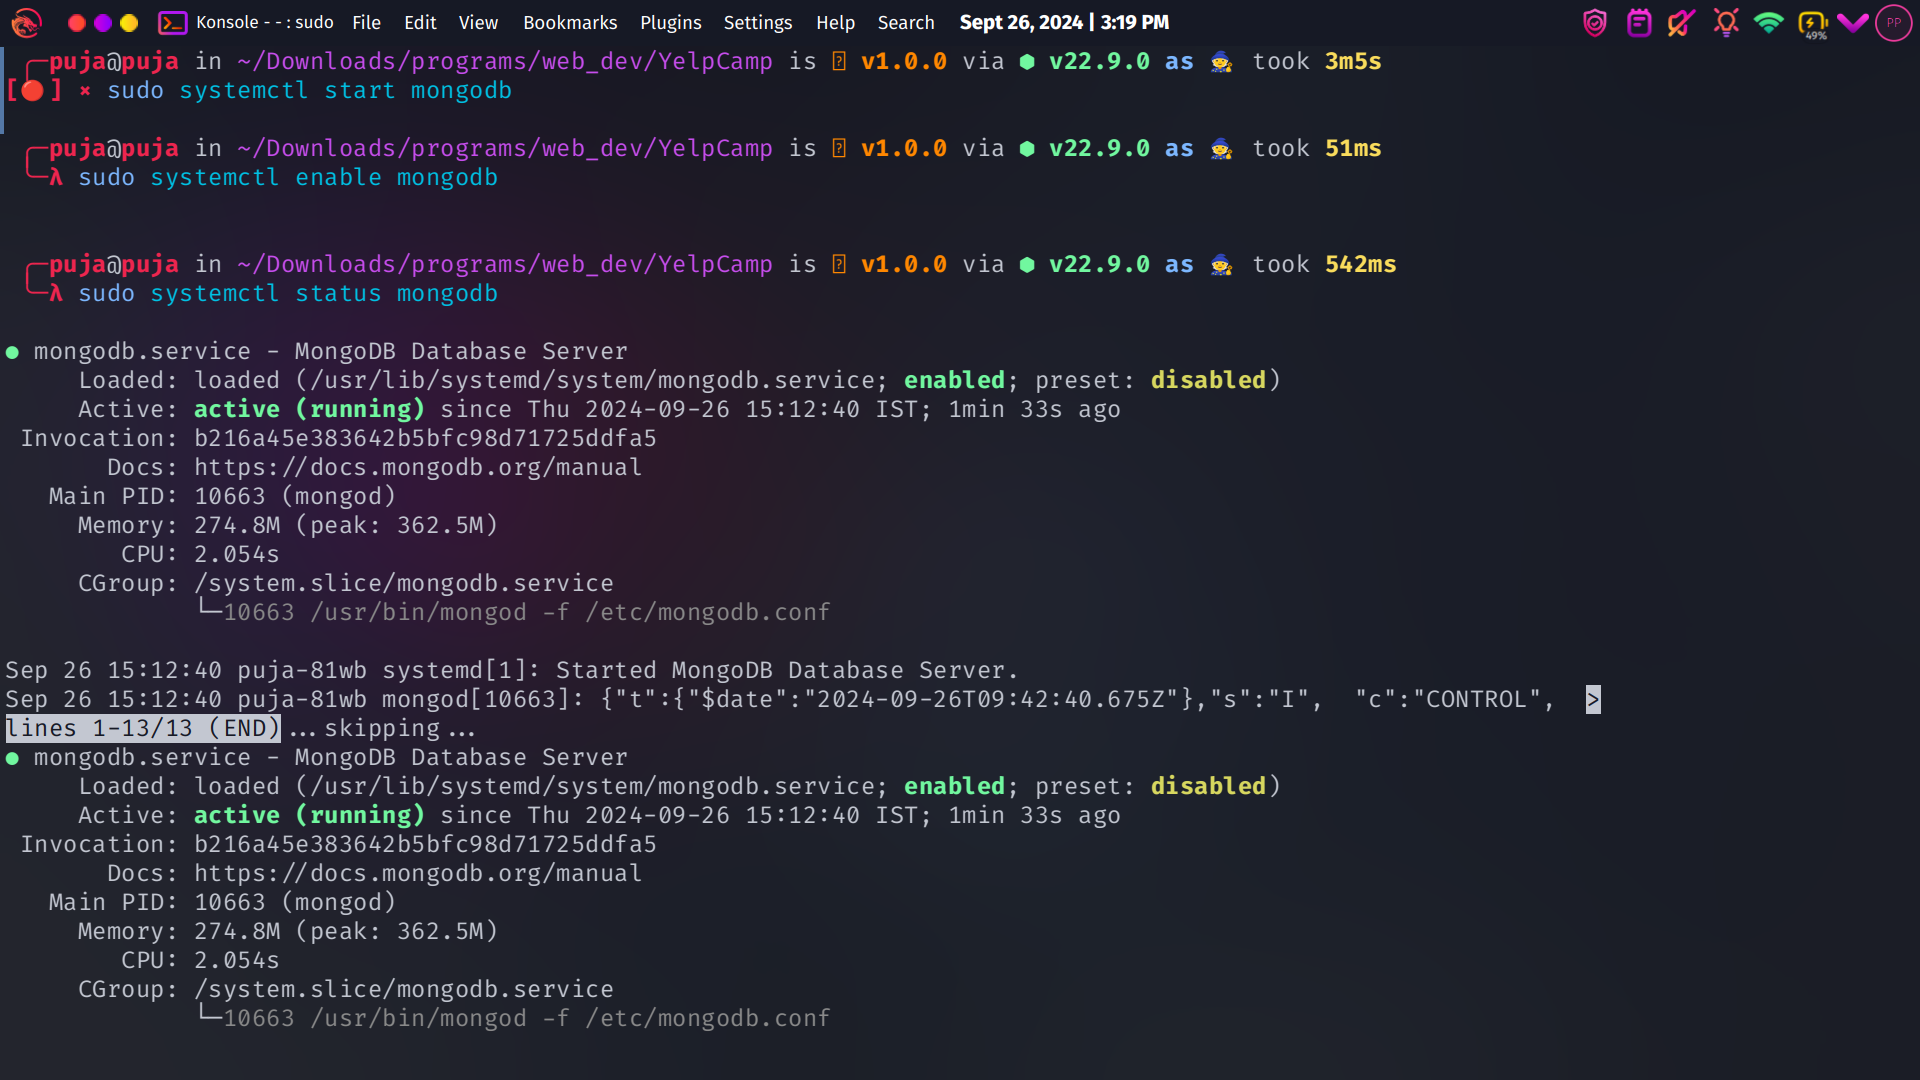 Konsole - - : sudo File Edit View Bookmarks Plugins Settings Help Search Sept 26, 2024 | 3:19 PM 49% PP
puja@puja in ~/Downloads/programs/web_dev/YelpCamp is v1.0.0 via v22.9.0 as took 3m5s
[🔴] × sudo systemctl start mongodb
puja@puja in ~/Downloads/programs/web_dev/YelpCamp is v1.0.0 via v22.9.0 as took 51ms
λ sudo systemctl enable mongodb
puja@puja in ~/Downloads/programs/web_dev/YelpCamp is v1.0.0 via v22.9.0 as took 542ms
λ sudo systemctl status mongodb
● mongodb.service - MongoDB Database Server
Loaded: loaded (/usr/lib/systemd/system/mongodb.service; enabled; preset: disabled)
Active: active (running) since Thu 2024-09-26 15:12:40 IST; 1min 33s ago
Invocation: b216a45e383642b5bfc98d71725ddfa5
Docs: https://docs.mongodb.org/manual
Main PID: 10663 (mongod)
Memory: 274.8M (peak: 362.5M)
CPU: 2.054s
CGroup: /system.slice/mongodb.service
└─10663 /usr/bin/mongod -f /etc/mongodb.conf
Sep 26 15:12:40 puja-81wb systemd[1]: Started MongoDB Database Server.
Sep 26 15:12:40 puja-81wb mongod[10663]: {"t":{"$date":"2024-09-26T09:42:40.675Z"},"s":"I", "c":"CONTROL", >
lines 1-13/13 (END)...skipping...
● mongodb.service - MongoDB Database Server
Loaded: loaded (/usr/lib/systemd/system/mongodb.service; enabled; preset: disabled)
Active: active (running) since Thu 2024-09-26 15:12:40 IST; 1min 33s ago
Invocation: b216a45e383642b5bfc98d71725ddfa5
Docs: https://docs.mongodb.org/manual
Main PID: 10663 (mongod)
Memory: 274.8M (peak: 362.5M)
CPU: 2.054s
CGroup: /system.slice/mongodb.service
└─10663 /usr/bin/mongod -f /etc/mongodb.conf